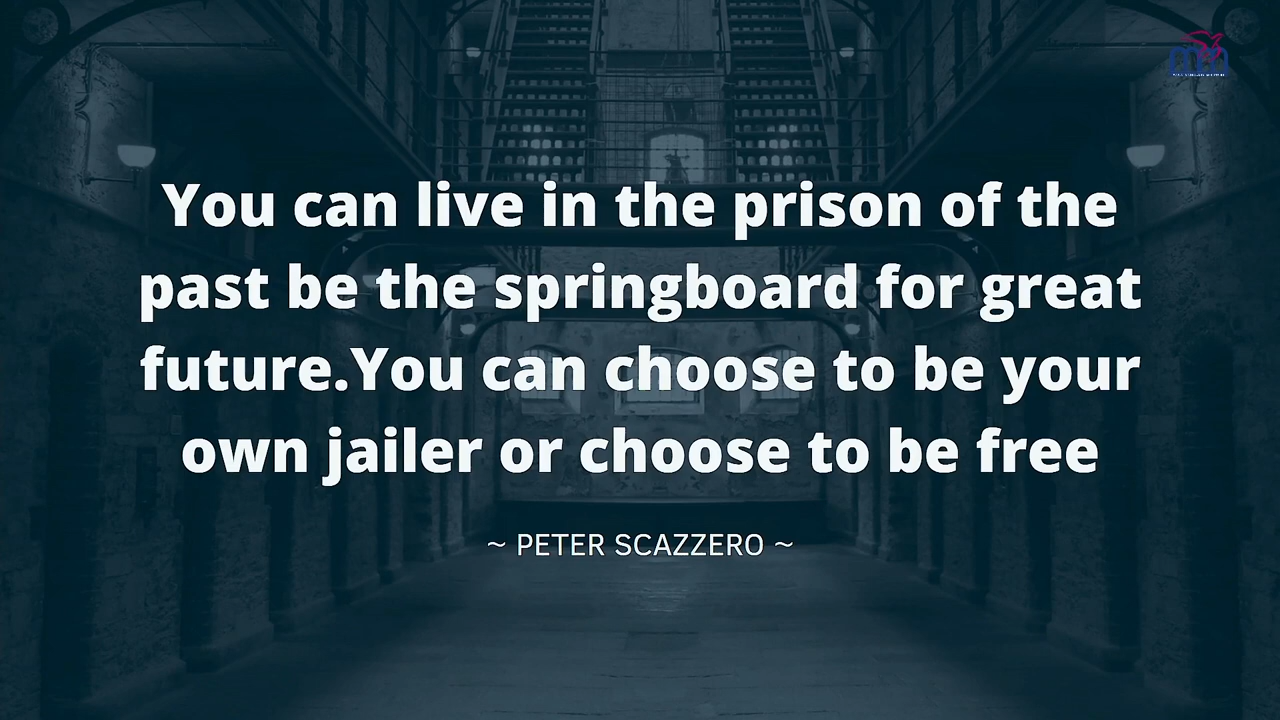 You can live in the prison of the
past be the springboard for great
future.You can choose to be your
own jailer or choose to be free
~ PETER SCAZZERO ~